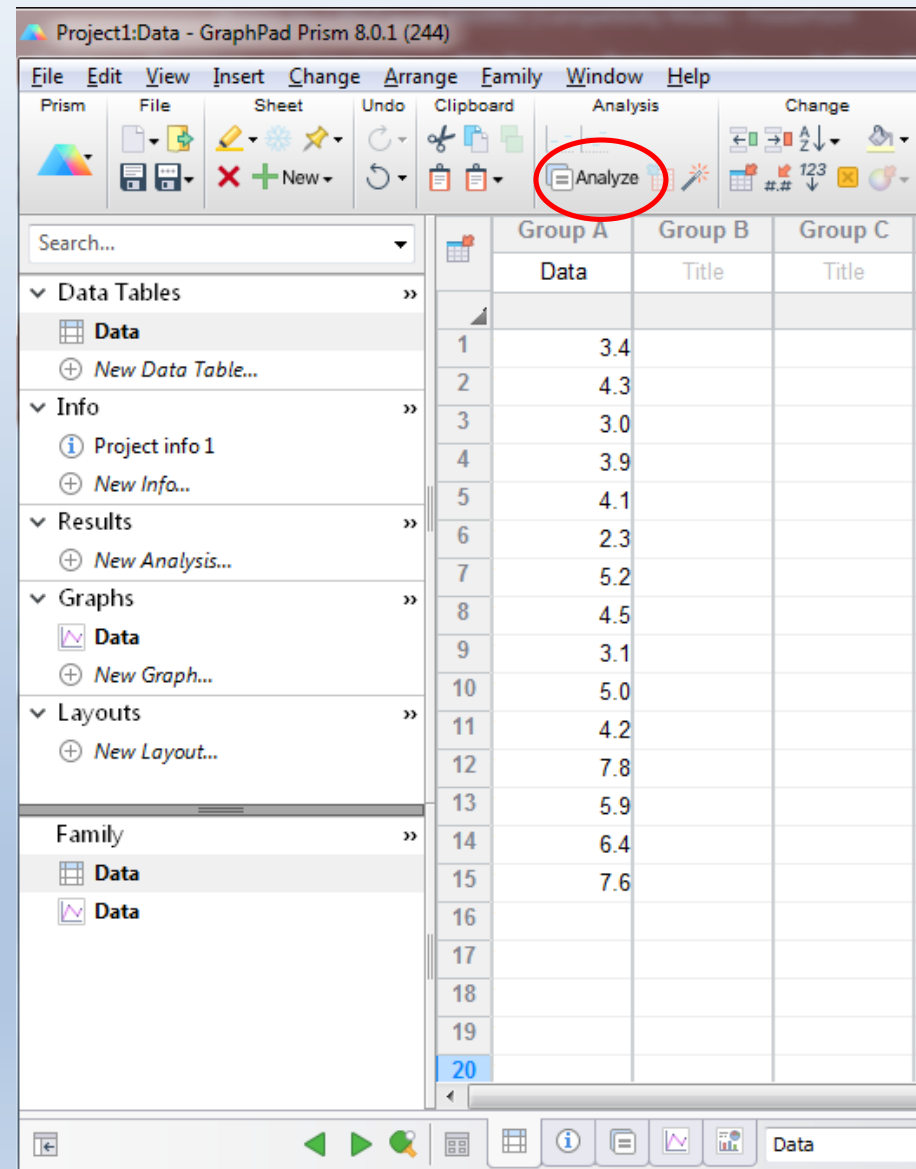 Project1:Data - GraphPad Prism 8.0.1 (244)
File Edit View Insert Change Arrange Family Window Help
Prism File Sheet Undo Clipboard Analysis Change
New
Analyze
#.# 123
Search...
Group A Group B Group C
Data Title Title
Data Tables
Data
New Data Table...
Info
Project info 1
New Info...
Results
New Analysis...
Graphs
Data
New Graph...
Layouts
New Layout...
Family
Data
Data
1 3.4
2 4.3
3 3.0
4 3.9
5 4.1
6 2.3
7 5.2
8 4.5
9 3.1
10 5.0
11 4.2
12 7.8
13 5.9
14 6.4
15 7.6
16
17
18
19
20
Data